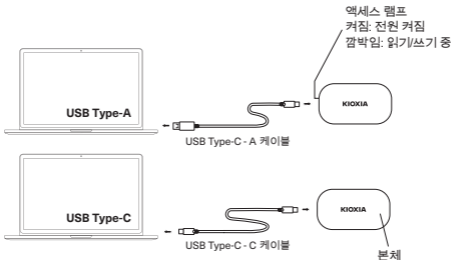 액세스 램프
켜짐: 전원 켜짐
깜박임: 읽기/쓰기 중
USB Type-A
KIOXIA
USB Type-C - A 케이블
USB Type-C
KIOXIA
USB Type-C - C 케이블
본체